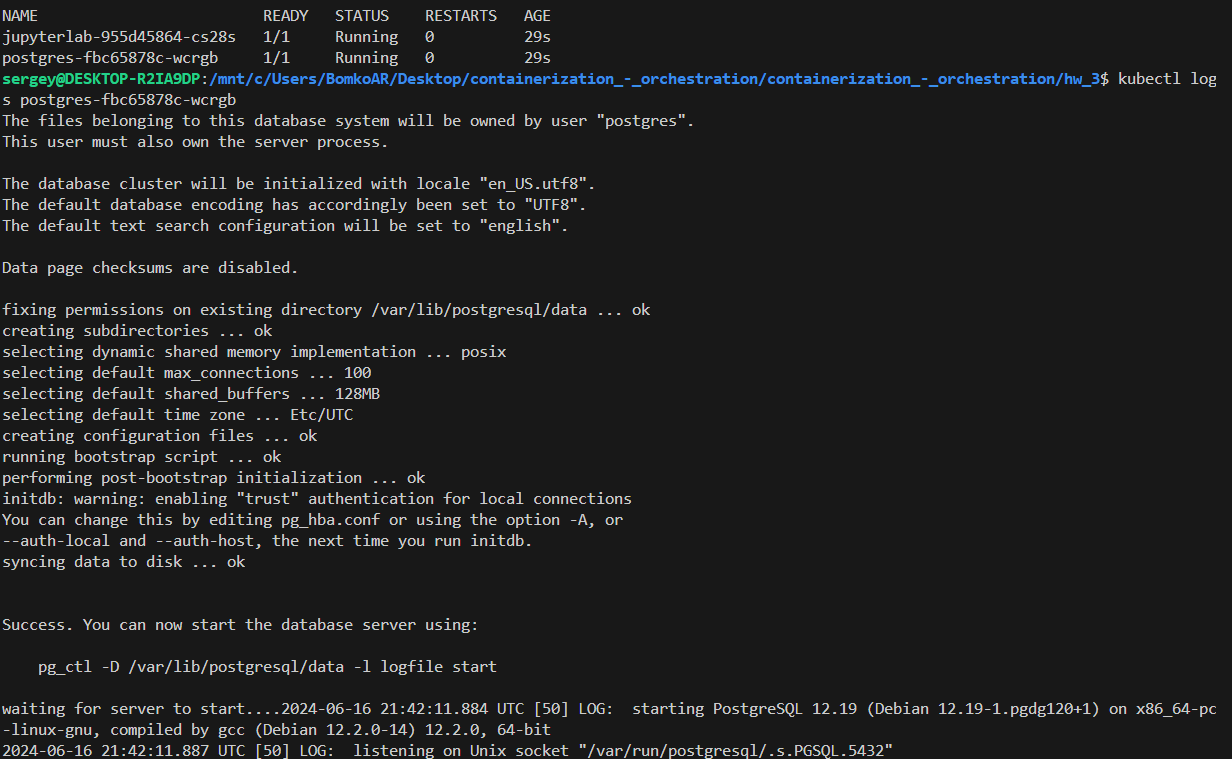 NAME                         READY   STATUS    RESTARTS   AGE
jupyterlab-955d45864-cs28s   1/1     Running   0          29s
postgres-fbc65878c-wcrgb     1/1     Running   0          29s
sergey@DESKTOP-R2IA9DP:/mnt/c/Users/BomkoAR/Desktop/containerization_-_orchestration/containerization_-_orchestration/hw_3$ kubectl log
s postgres-fbc65878c-wcrgb
The files belonging to this database system will be owned by user "postgres".
This user must also own the server process.

The database cluster will be initialized with locale "en_US.utf8".
The default database encoding has accordingly been set to "UTF8".
The default text search configuration will be set to "english".

Data page checksums are disabled.

fixing permissions on existing directory /var/lib/postgresql/data ... ok
creating subdirectories ... ok
selecting dynamic shared memory implementation ... posix
selecting default max_connections ... 100
selecting default shared_buffers ... 128MB
selecting default time zone ... Etc/UTC
creating configuration files ... ok
running bootstrap script ... ok
performing post-bootstrap initialization ... ok
initdb: warning: enabling "trust" authentication for local connections
You can change this by editing pg_hba.conf or using the option -A, or
--auth-local and --auth-host, the next time you run initdb.
syncing data to disk ... ok


Success. You can now start the database server using:

    pg_ctl -D /var/lib/postgresql/data -l logfile start

waiting for server to start....2024-06-16 21:42:11.884 UTC [50] LOG:  starting PostgreSQL 12.19 (Debian 12.19-1.pgdg120+1) on x86_64-pc
-linux-gnu, compiled by gcc (Debian 12.2.0-14) 12.2.0, 64-bit
2024-06-16 21:42:11.887 UTC [50] LOG:  listening on Unix socket "/var/run/postgresql/.s.PGSQL.5432"